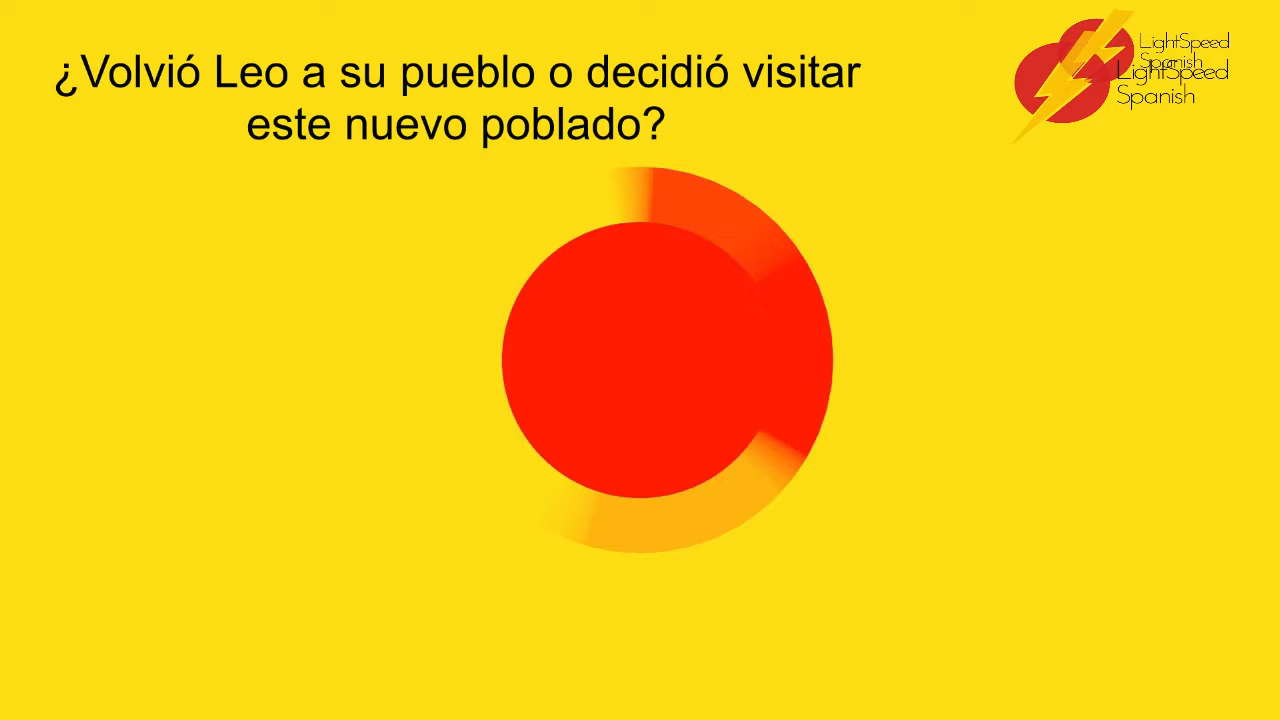 ¿Volvió Leo a su pueblo o decidió visitar
este nuevo poblado?
LightSpeed
Spanish
LightSpeed
Spanish